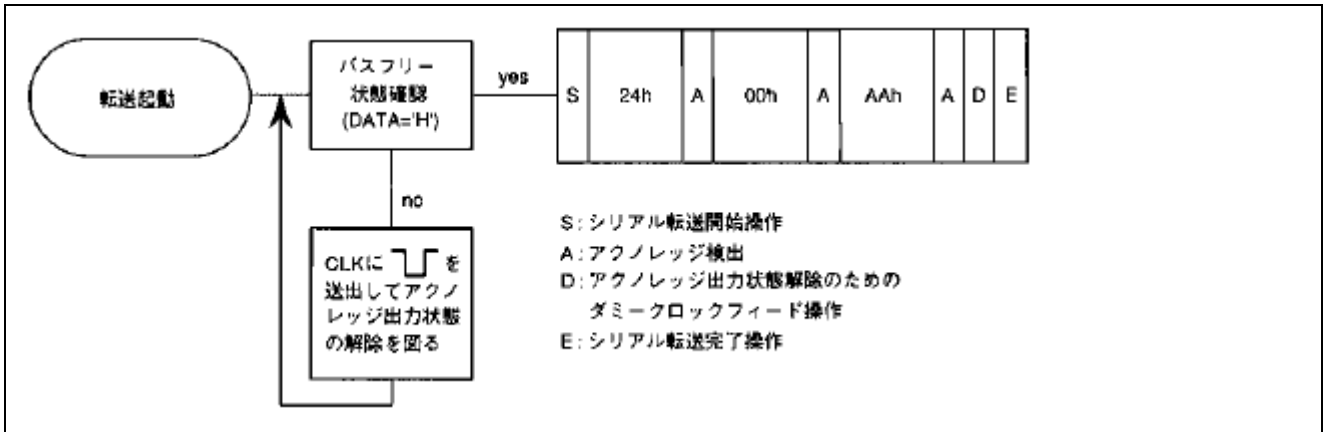 転送起動
バスフリー
状態確認
(DATA='H')
yes
S 24h A 00h A AAh A D E
no
CLKに を
送出してアクノ
レッジ出力状態
の解除を図る
S:シリアル転送開始操作
A:アクノレッジ検出
D:アクノレッジ出力状態解除のための
ダミークロックフィード操作
E:シリアル転送完了操作